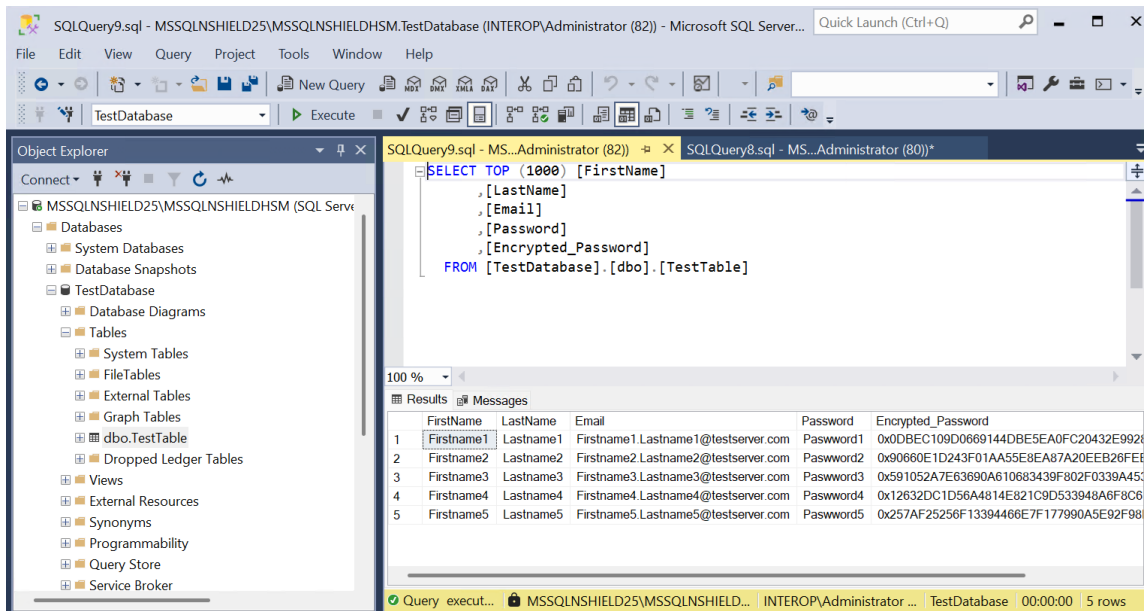 SQLQuery9.sql - MSSQLNSHIELD25\MSSQLNSHIELDHSM.TestDatabase (INTEROP\Administrator (82)) - Microsoft SQL Server...
Quick Launch (Ctrl+Q)
File Edit View Query Project Tools Window Help
New Query MDX DMX XMLA DAX
TestDatabase Execute
Object Explorer
Connect
MSSQLNSHIELD25\MSSQLNSHIELDHSM (SQL Serve
Databases
System Databases
Database Snapshots
TestDatabase
Database Diagrams
Tables
System Tables
FileTables
External Tables
Graph Tables
dbo.TestTable
Dropped Ledger Tables
Views
External Resources
Synonyms
Programmability
Query Store
Service Broker
SQLQuery9.sql - MS...Administrator (82)) SQLQuery8.sql - MS...Administrator (80))*
SELECT TOP (1000) [FirstName]
,[LastName]
,[Email]
,[Password]
,[Encrypted_Password]
FROM [TestDatabase].[dbo].[TestTable]
100 %
Results Messages
FirstName LastName Email Password Encrypted_Password
1 Firstname1 Lastname1 Firstname1.Lastname1@testserver.com Passwrord1 0x0DBEC109D0669144DBE5EA0FC20432E9928
2 Firstname2 Lastname2 Firstname2.Lastname2@testserver.com Password2 0x90660E1D243F01AA55E8EA87A20EEB26FEE
3 Firstname3 Lastname3 Firstname3.Lastname3@testserver.com Password3 0x591052A7E63690A610683439F802F0339A453
4 Firstname4 Lastname4 Firstname4.Lastname4@testserver.com Password4 0x12632DC1D56A4814E821C9D533948A6F8C6
5 Firstname5 Lastname5 Firstname5.Lastname5@testserver.com Password5 0x257AF25256F13394466E7F177990A5E92F98
Query execut... MSSQLNSHIELD25\MSSQLNSHIELD... INTEROP\Administrator ... TestDatabase 00:00:00 5 rows